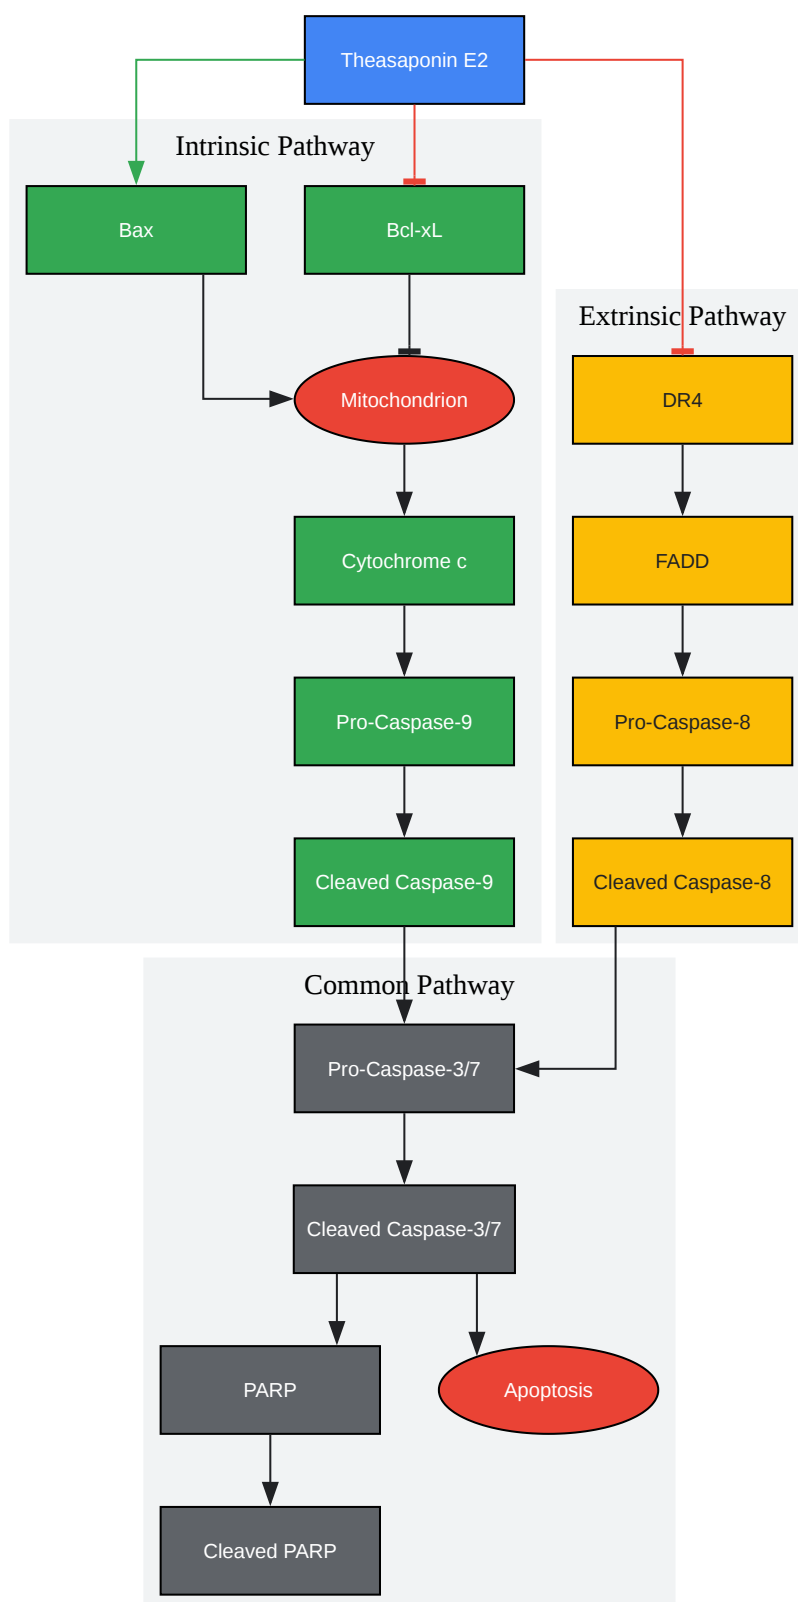 Theasaponin E2
Intrinsic Pathway
Bax
Bcl-xL
Extrinsic Pathway
Mitochondrion
DR4
Cytochrome c
FADD
Pro-Caspase-9
Pro-Caspase-8
Cleaved Caspase-9
Cleaved Caspase-8
Common Pathway
Pro-Caspase-3/7
Cleaved Caspase-3/7
PARP
Apoptosis
Cleaved PARP